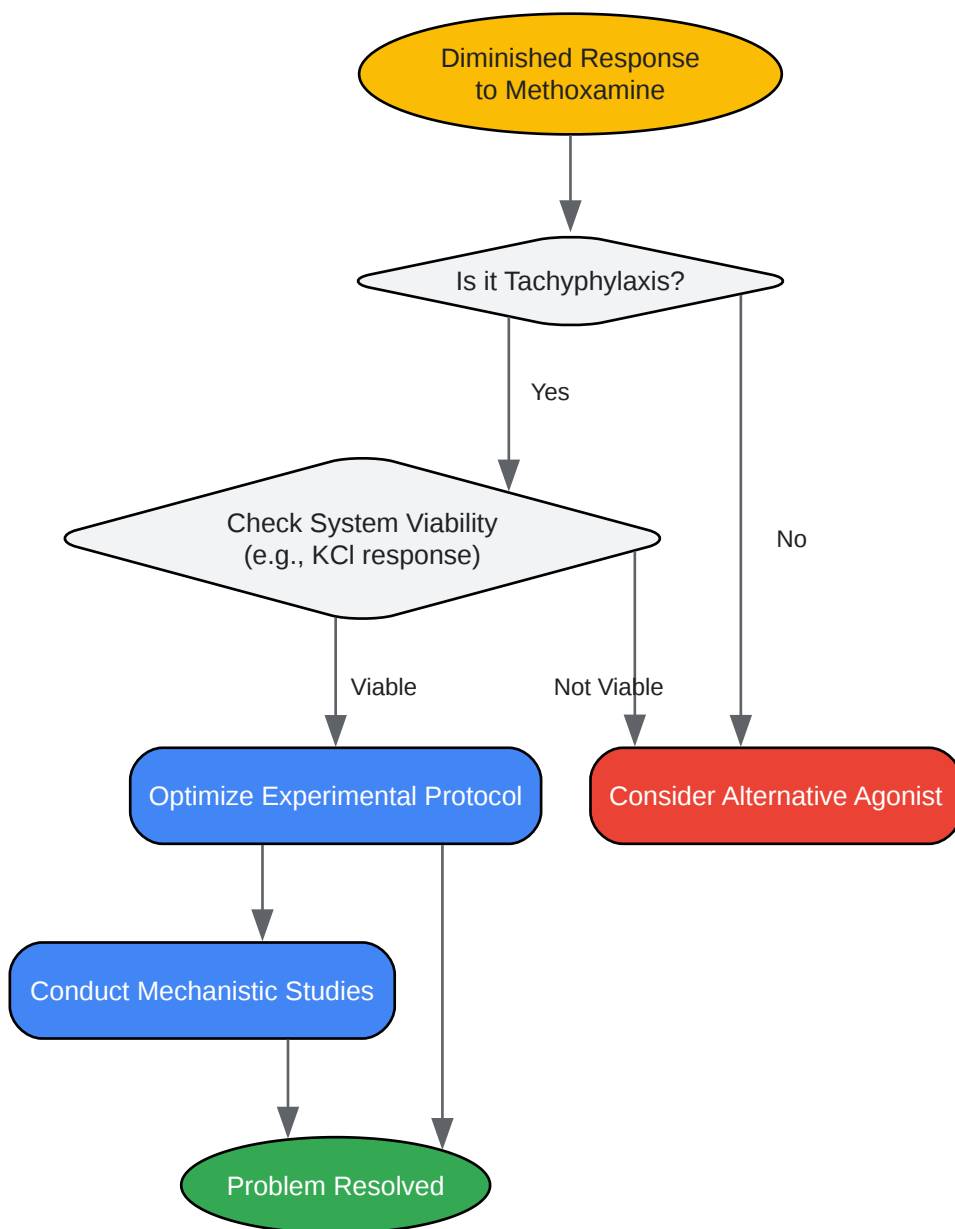 Diminished Response
to Methoxamine
Is it Tachyphylaxis?
Yes
Check System Viability
(e.g., KCl response)
No
Viable
Not Viable
Optimize Experimental Protocol
Consider Alternative Agonist
Conduct Mechanistic Studies
Problem Resolved